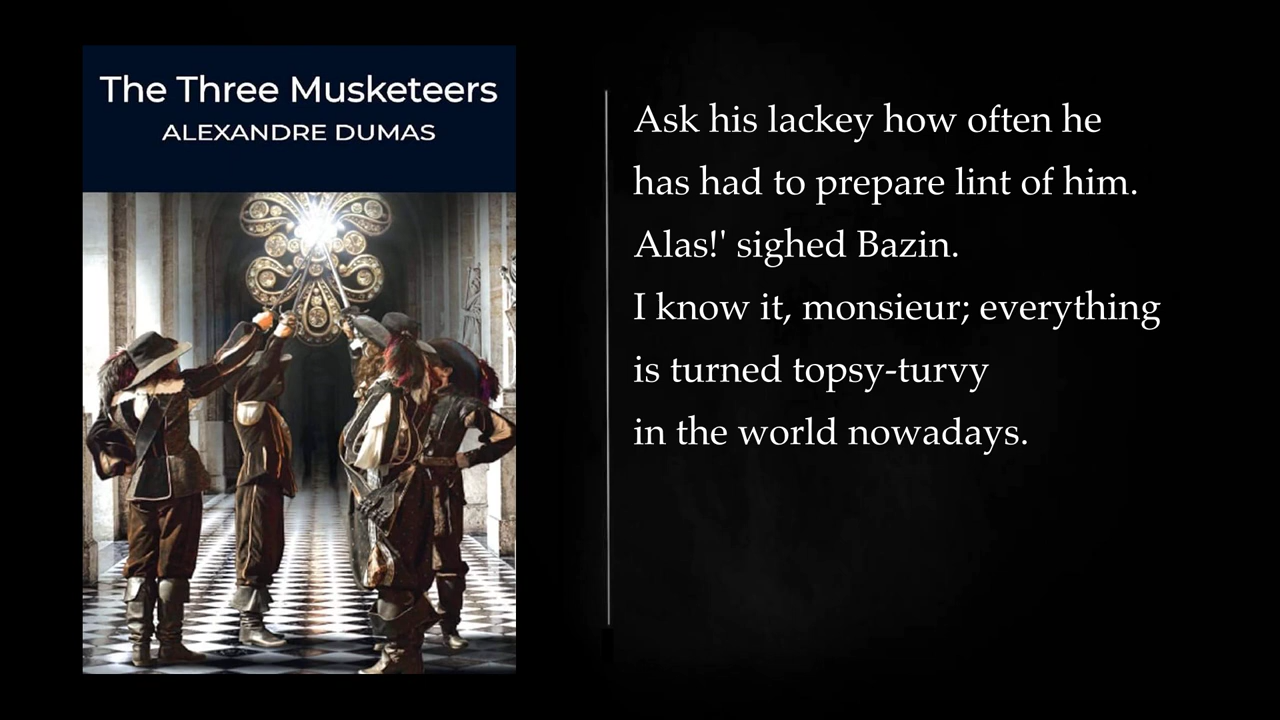 The Three Musketeers
ALEXANDRE DUMAS
Ask his lackey how often he
has had to prepare lint of him.
Alas!' sighed Bazin.
I know it, monsieur; everything
is turned topsy-turvy
in the world nowadays.